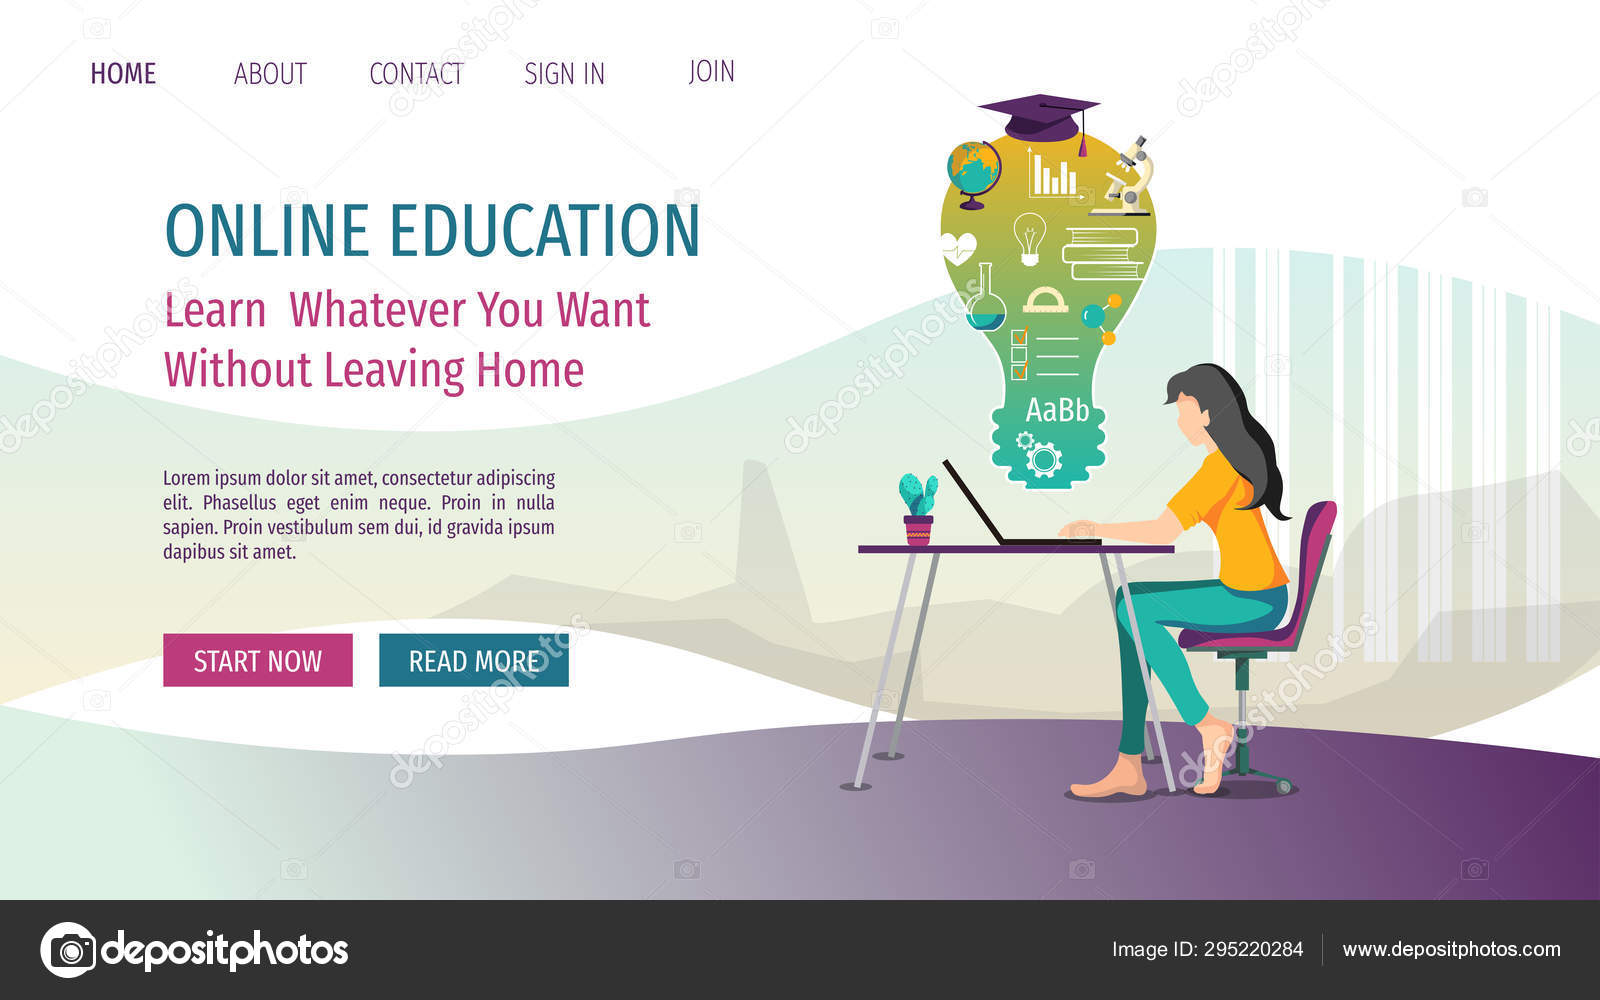 HOME ABOUT CONTACT SIGN IN JOIN
ONLINE EDUCATION
Learn Whatever You Want
Without Leaving Home
Lorem ipsum dolor sit amet, consectetur adipiscing
elit. Phasellus eget enim neque. Proin in nulla
sapien. Proin vestibulum sem dui, id gravida ipsum
dapibus sit amet.
START NOW READ MORE
AaBb
depositphotos
Image ID: 295220284 www.depositphotos.com